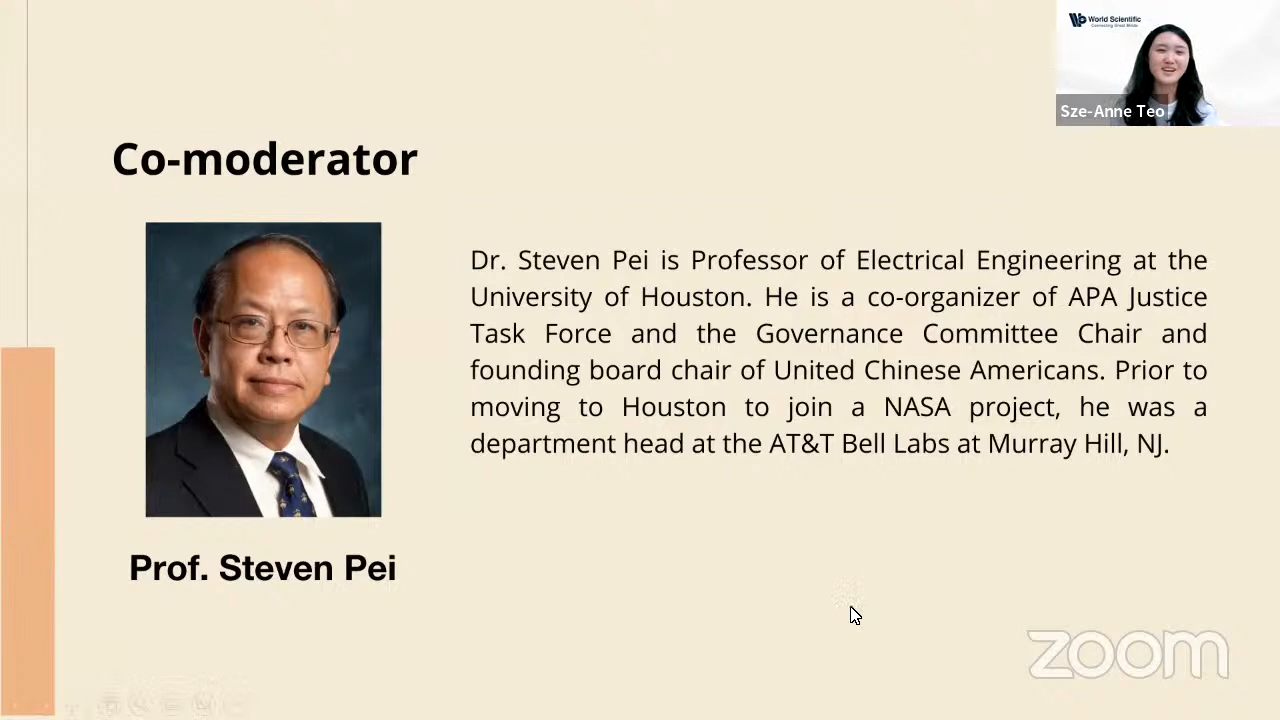 World Scientific
Connecting Great Minds
Sze-Anne Teo
Co-moderator
Dr. Steven Pei is Professor of Electrical Engineering at the
University of Houston. He is a co-organizer of APA Justice
Task Force and the Governance Committee Chair and
founding board chair of United Chinese Americans. Prior to
moving to Houston to join a NASA project, he was a
department head at the AT&T Bell Labs at Murray Hill, NJ.
Prof. Steven Pei
zoom